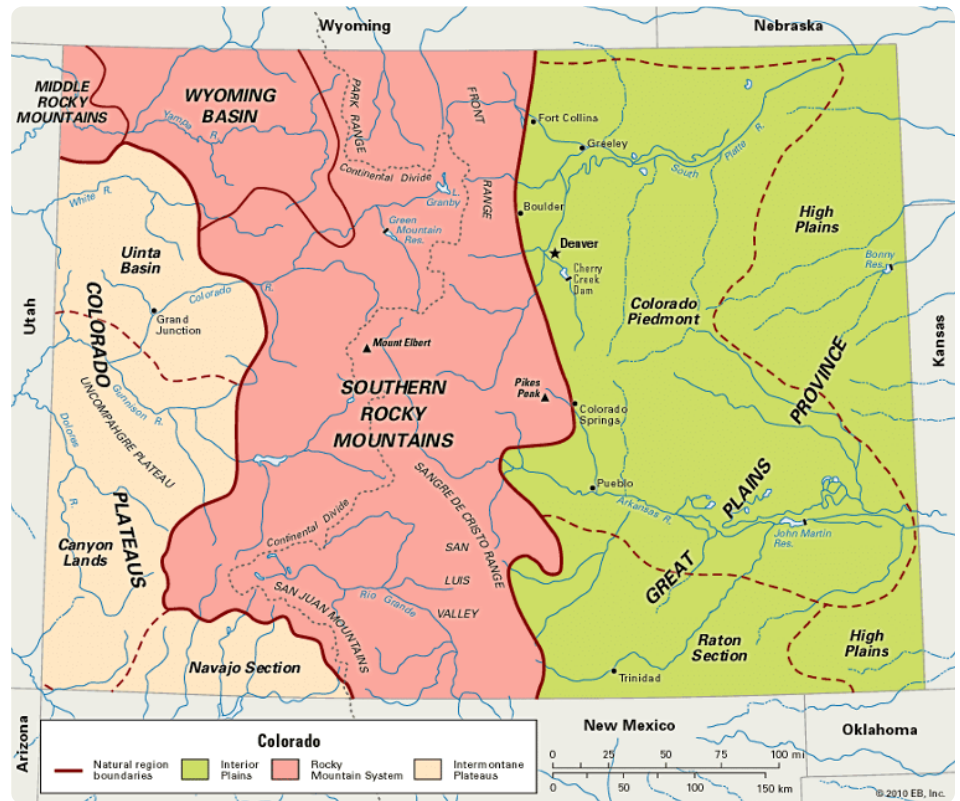 Wyoming
Nebraska
MIDDLE
ROCKY
MOUNTAINS
WYOMING
BASIN
Yampa R.
PARK RANGE
FRONT
RANGE
Continental Divide
Fort Collina
Greeley
South Platte R.
White R.
L.
Granby
Green
Mountain
Res.
Boulder
Deaver
Cherry
Creek
Dam
High
Plains
Bonny
Res.
Uinta
Basin
Colorado R.
Grand
Junction
Colorado
Piedmont
Utah
Kansas
COLORADO
PLATEAUS
Mount Elbert
UNCOMPAHGRE PLATEAU
Gunnison R.
Dolores R.
SOUTHERN
ROCKY
MOUNTAINS
Pikes
Paak
Colorado
Springs
Pueblo
GREAT PLAINS PROVINCE
Arkansas R.
John Martin
Res.
SANGRE DE CRISTO RANGE
Canyon
Lands
Continental Divide
SAN
LUIS
VALLEY
SAN JUAN MOUNTAINS
Rio Grande
Navajo Section
Raton
Section
High
Plains
Trinidad
Arizona
New Mexico
Oklahoma
Colorado
Natural region
boundaries
Interior
Plains
Rocky
Mountain System
Intermontane
Plateaus
0 25 50 75 100 mi
0 50 100 150 km
© 2010 EB, Inc.